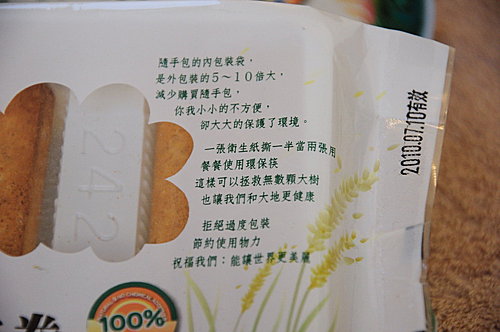 隨手包的內包裝袋，
是外包裝的5～10倍大，
減少購買隨手包，
你我小小的不方便，
卻大大的保護了環境。
一張衛生紙撕一半當兩張用
餐餐使用環保筷
這樣可以拯救無數顆大樹
也讓我們和大地更健康
拒絕過度包裝
節約使用物力
祝福我們：能讓世界更美麗
2010.07.10有效
242
100%